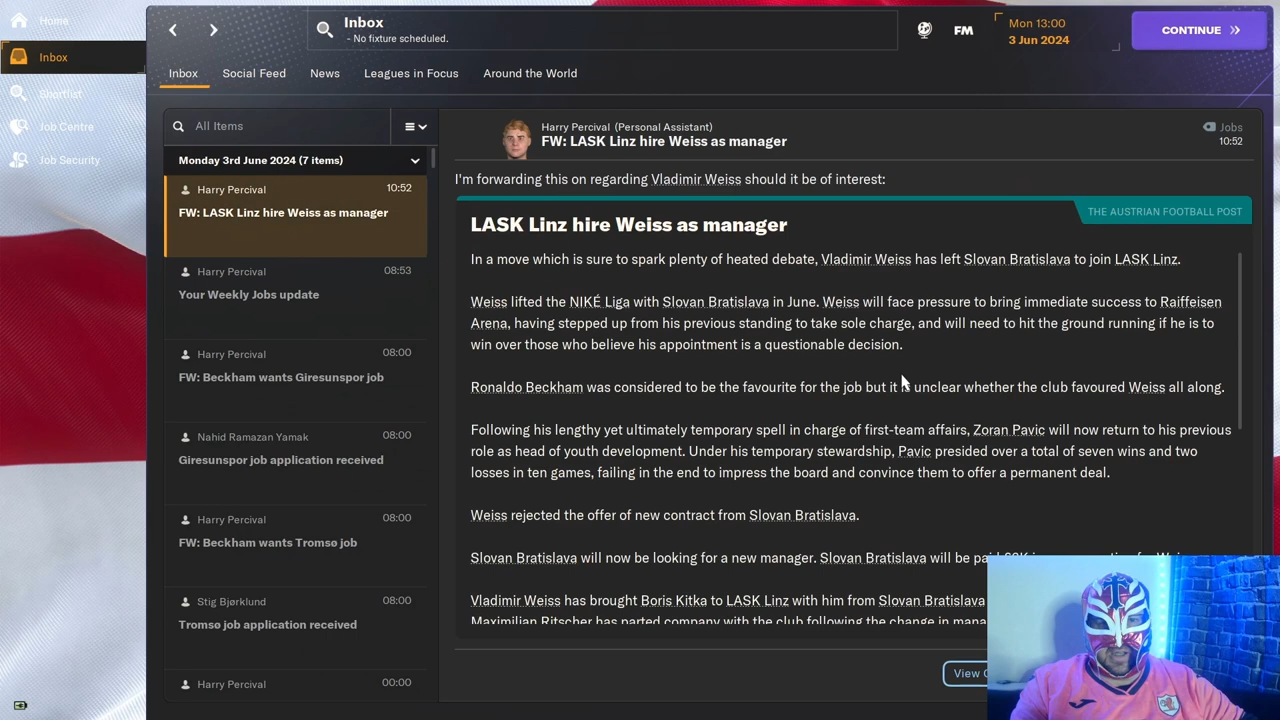 Home
Inbox
Shortlist
Job Centre
Job Security
Inbox
- No fixture scheduled.
FM
Mon 13:00
3 Jun 2024
CONTINUE
Inbox
Social Feed
News
Leagues in Focus
Around the World
All Items
Monday 3rd June 2024 (7 items)
Harry Percival
10:52
FW: LASK Linz hire Weiss as manager
Harry Percival
08:53
Your Weekly Jobs update
Harry Percival
08:00
FW: Beckham wants Giresunspor job
Nahid Ramazan Yamak
08:00
Giresunspor job application received
Harry Percival
08:00
FW: Beckham wants Tromsø job
Stig Bjørklund
08:00
Tromsø job application received
Harry Percival
00:00
Harry Percival (Personal Assistant)
FW: LASK Linz hire Weiss as manager
Jobs
10:52
I'm forwarding this on regarding Vladimir Weiss should it be of interest:
THE AUSTRIAN FOOTBALL POST
LASK Linz hire Weiss as manager
In a move which is sure to spark plenty of heated debate, Vladimir Weiss has left Slovan Bratislava to join LASK Linz.
Weiss lifted the NIKÉ Liga with Slovan Bratislava in June. Weiss will face pressure to bring immediate success to Raiffeisen
Arena, having stepped up from his previous standing to take sole charge, and will need to hit the ground running if he is to
win over those who believe his appointment is a questionable decision.
Ronaldo Beckham was considered to be the favourite for the job but it is unclear whether the club favoured Weiss all along.
Following his lengthy yet ultimately temporary spell in charge of first-team affairs, Zoran Pavic will now return to his previous
role as head of youth development. Under his temporary stewardship, Pavic presided over a total of seven wins and two
losses in ten games, failing in the end to impress the board and convince them to offer a permanent deal.
Weiss rejected the offer of new contract from Slovan Bratislava.
Slovan Bratislava will now be looking for a new manager. Slovan Bratislava will be
Vladimir Weiss has brought Boris Kitka to LASK Linz with him from Slovan Bratislava
Maximilian Ritscher has parted company with the club following the change in
View